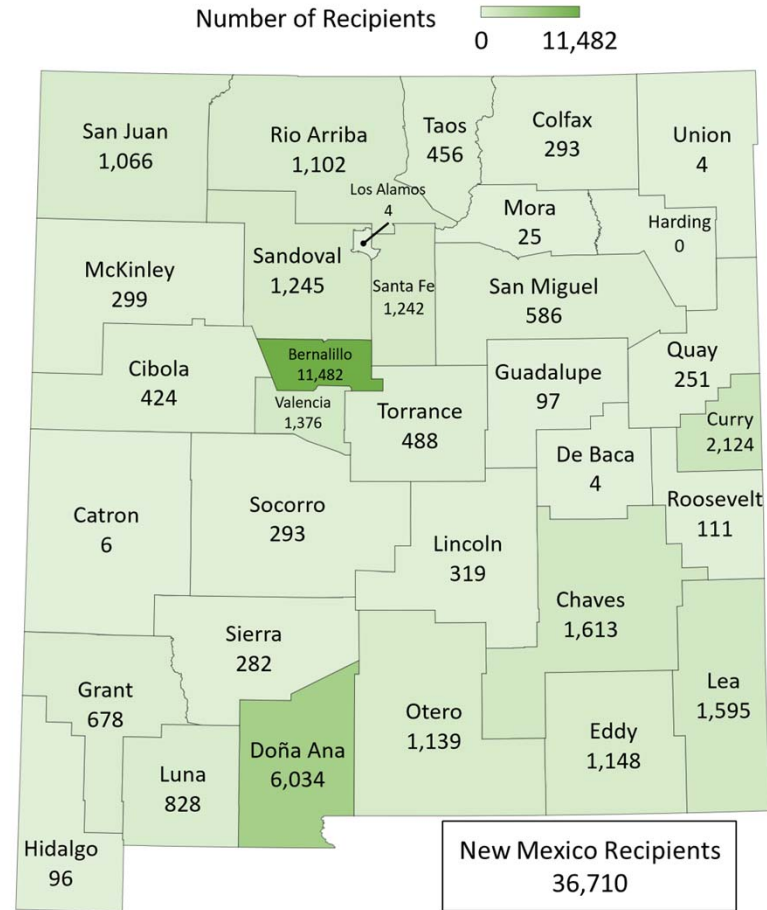 Number of Recipients
0 11,482
San Juan
1,066
Rio Arriba
1,102
Taos
456
Colfax
293
Union
4
Los Alamos
4
Mora
25
Harding
0
McKinley
299
Sandoval
1,245
Santa Fe
1,242
San Miguel
586
Bernalillo
11,482
Cibola
424
Valencia
1,376
Torrance
488
Guadalupe
97
Quay
251
Curry
2,124
De Baca
4
Roosevelt
111
Catron
6
Socorro
293
Lincoln
319
Chaves
1,613
Sierra
282
Grant
678
Doña Ana
6,034
Otero
1,139
Eddy
1,148
Lea
1,595
Luna
828
Hidalgo
96
New Mexico Recipients
36,710